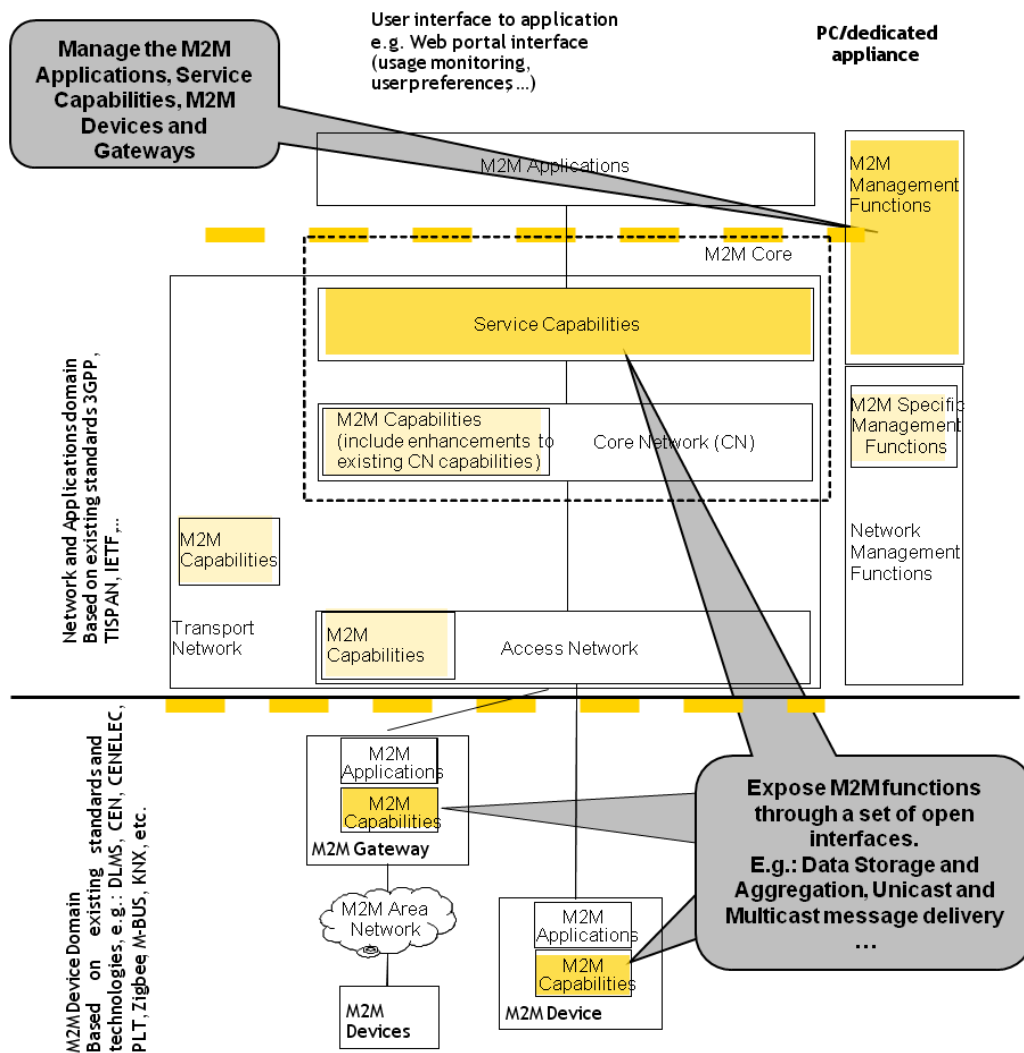 User interface to application
e.g. Web portal interface
(usage monitoring,
user preferences, ...)
PC/dedicated
appliance
Manage the M2M
Applications, Service
Capabilities, M2M
Devices and
Gateways
M2M Applications
M2M
Management
Functions
M2M Core
Service Capabilities
M2M Capabilities
(include enhancements to
existing CN capabilities)
Core Network (CN)
M2M Specific
Management
Functions
M2M
Capabilities
Network
Management
Functions
Transport
Network
M2M
Capabilities
Access Network
Network and Applications domain
Based on existing standards 3GPP,
TISPAN, IETF,...
M2M
Applications
M2M
Capabilities
M2M Gateway
M2M Area
Network
M2M
Devices
M2M
Applications
M2M
Capabilities
M2M Device
Expose M2M functions
through a set of open
interfaces.
E.g.: Data Storage and
Aggregation, Unicast and
Multicast message delivery
...
M2M Device Domain
Based on existing standards and
technologies, e.g.: DLMS, CEN, CENELEC,
PLT, Zigbee, M-BUS, KNX, etc.